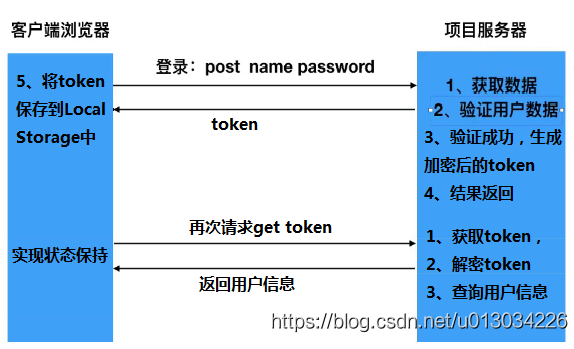 客户端浏览器
项目服务器
登录：post name password
5、将token
保存到Local
Storage中
token
1、获取数据
2、验证用户数据
3、验证成功，生成
加密后的token
4、结果返回
再次请求get token
实现状态保持
返回用户信息
1、获取token，
2、解密token
3、查询用户信息
https://blog.csdn.net/u013034226